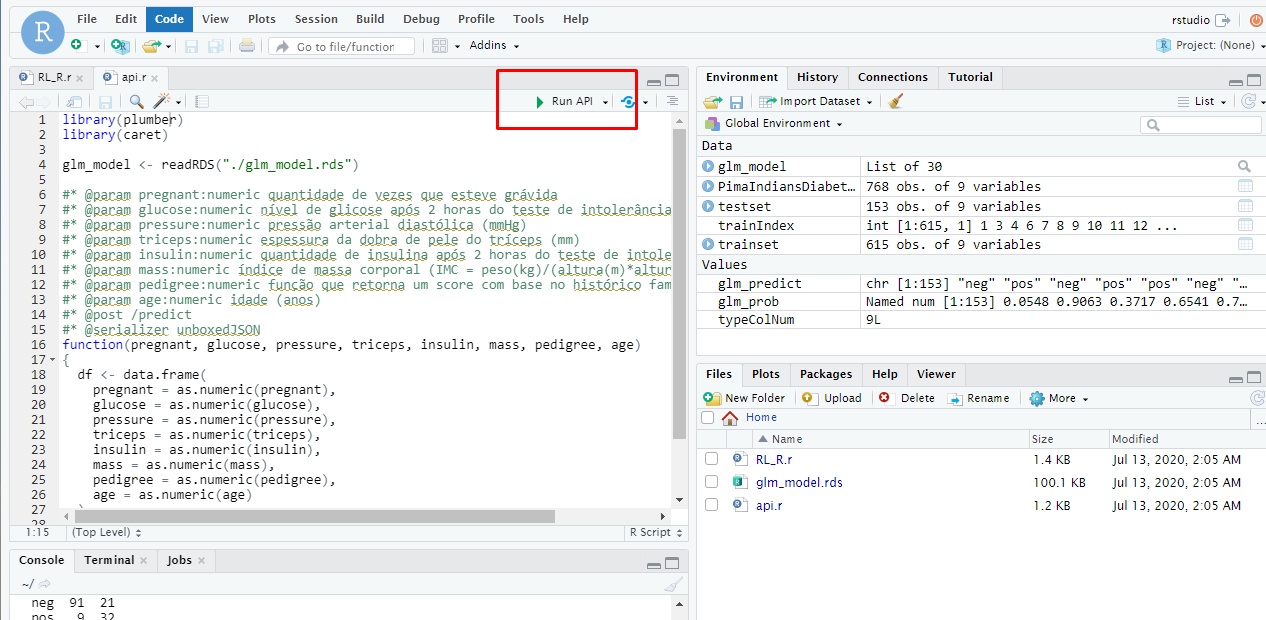 R
File Edit Code View Plots Session Build Debug Profile Tools Help
rstudio
Go to file/function
Addins
Project: (None)
RL_R.r
api.r
Run API
1 library(plumber)
2 library(caret)
3
4 glm_model <- readRDS("./glm_model.rds")
5
6 #* @param pregnant:numeric quantidade de vezes que esteve grávida
7 #* @param glucose:numeric nível de glicose após 2 horas do teste de intolerância
8 #* @param pressure:numeric pressão arterial diastólica (mmHg)
9 #* @param triceps:numeric espessura da dobra de pele do tríceps (mm)
10 #* @param insulin:numeric quantidade de insulina após 2 horas do teste de intole
11 #* @param mass:numeric índice de massa corporal (IMC = peso(kg)/(altura(m)*altur
12 #* @param pedigree:numeric funcão que retorna um score com base no histórico fam
13 #* @param age:numeric idade (anos)
14 #* @post /predict
15 #* @serializer unboxedJSON
16 function(pregnant, glucose, pressure, triceps, insulin, mass, pedigree, age)
17 {
18 df <- data.frame(
19 pregnant = as.numeric(pregnant),
20 glucose = as.numeric(glucose),
21 pressure = as.numeric(pressure),
22 triceps = as.numeric(triceps),
23 insulin = as.numeric(insulin),
24 mass = as.numeric(mass),
25 pedigree = as.numeric(pedigree),
26 age = as.numeric(age)
27 )
28
1:15 (Top Level) R Script
Console Terminal Jobs
~/
neg 91 21
pos 9 32
Environment History Connections Tutorial
Import Dataset List
Global Environment
Data
glm_model List of 30
PimaIndiansDiabet… 768 obs. of 9 variables
testset 153 obs. of 9 variables
trainIndex int [1:615, 1] 1 3 4 6 7 8 9 10 11 12 ...
trainset 615 obs. of 9 variables
Values
glm_predict chr [1:153] "neg" "pos" "neg" "pos" "pos" "neg" "…
glm_prob Named num [1:153] 0.0548 0.9063 0.3717 0.6541 0.7…
typeColNum 9L
Files Plots Packages Help Viewer
New Folder Upload Delete Rename More
Home ...
Name Size Modified
RL_R.r 1.4 KB Jul 13, 2020, 2:05 AM
glm_model.rds 100.1 KB Jul 13, 2020, 2:05 AM
api.r 1.2 KB Jul 13, 2020, 2:05 AM